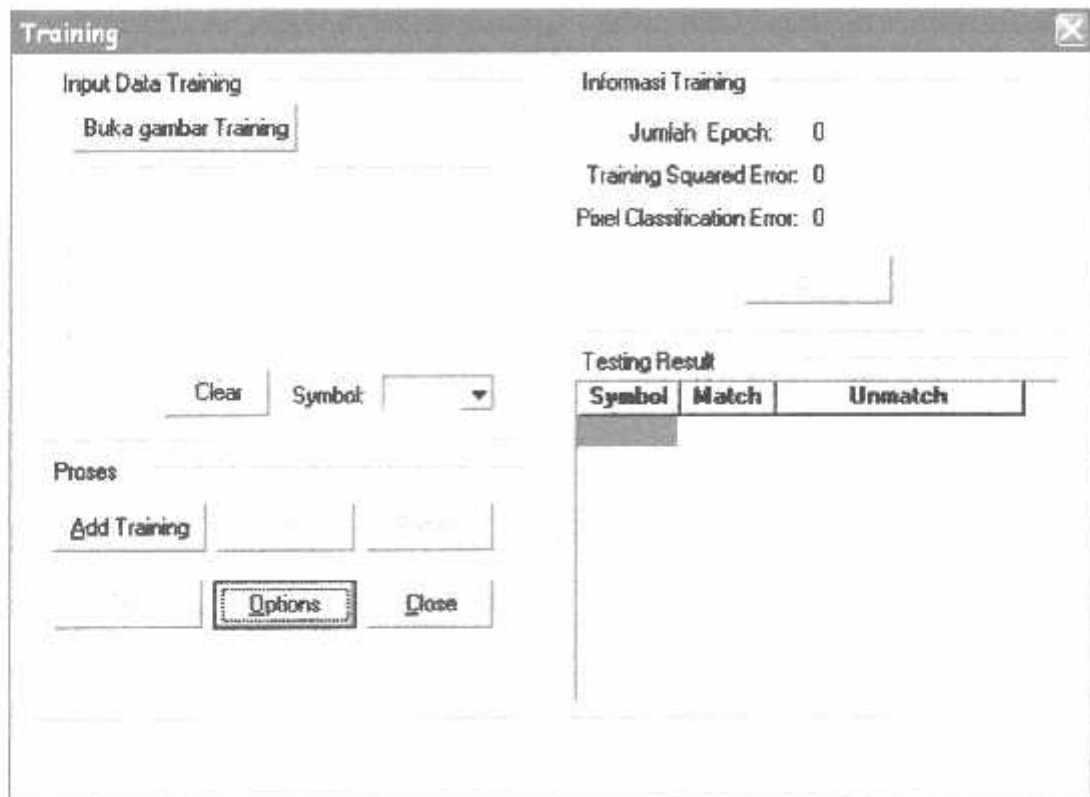 Training
Input Data Training
Buka gambar Training
Clear
Symbol:
Proses
Add Training
Options
Close
Informasi Training
Jumlah Epoch: 0
Training Squared Error: 0
Pixel Classification Error: 0
Testing Result
Symbol Match Unmatch